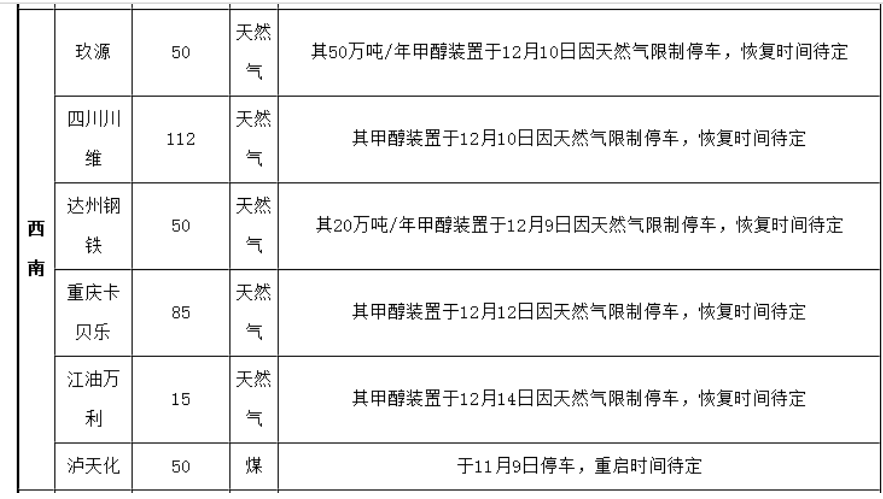 西
南
玖源
50
天然
气
其50万吨/年甲醇装置于12月10日因天然气限制停车，恢复时间待定
四川川
维
112
天然
气
其甲醇装置于12月10日因天然气限制停车，恢复时间待定
达州钢
铁
50
天然
气
其20万吨/年甲醇装置于12月9日因天然气限制停车，恢复时间待定
重庆卡
贝乐
85
天然
气
其甲醇装置于12月12日因天然气限制停车，恢复时间待定
江油万
利
15
天然
气
其甲醇装置于12月14日因天然气限制停车，恢复时间待定
泸天化
50
煤
于11月9日停车，重启时间待定